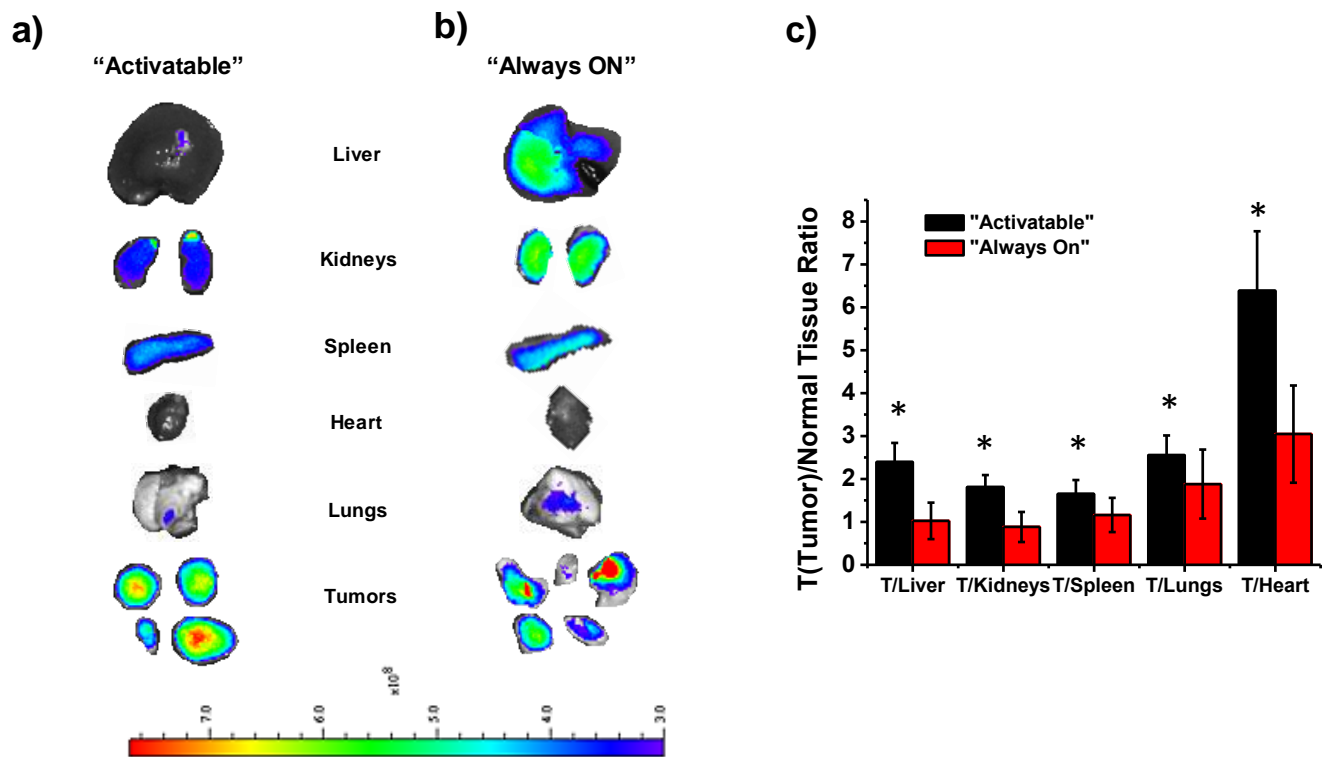 a)
"Activatable"
b)
"Always ON"
Liver
Kidneys
Spleen
Heart
Lungs
Tumors
x10⁸
7.0
6.0
5.0
4.0
3.0
c)
T(Tumor)/Normal Tissue Ratio
8
7
6
5
4
3
2
1
0
"Activatable"
"Always On"
*
*
*
*
*
T/Liver T/Kidneys T/Spleen T/Lungs T/Heart